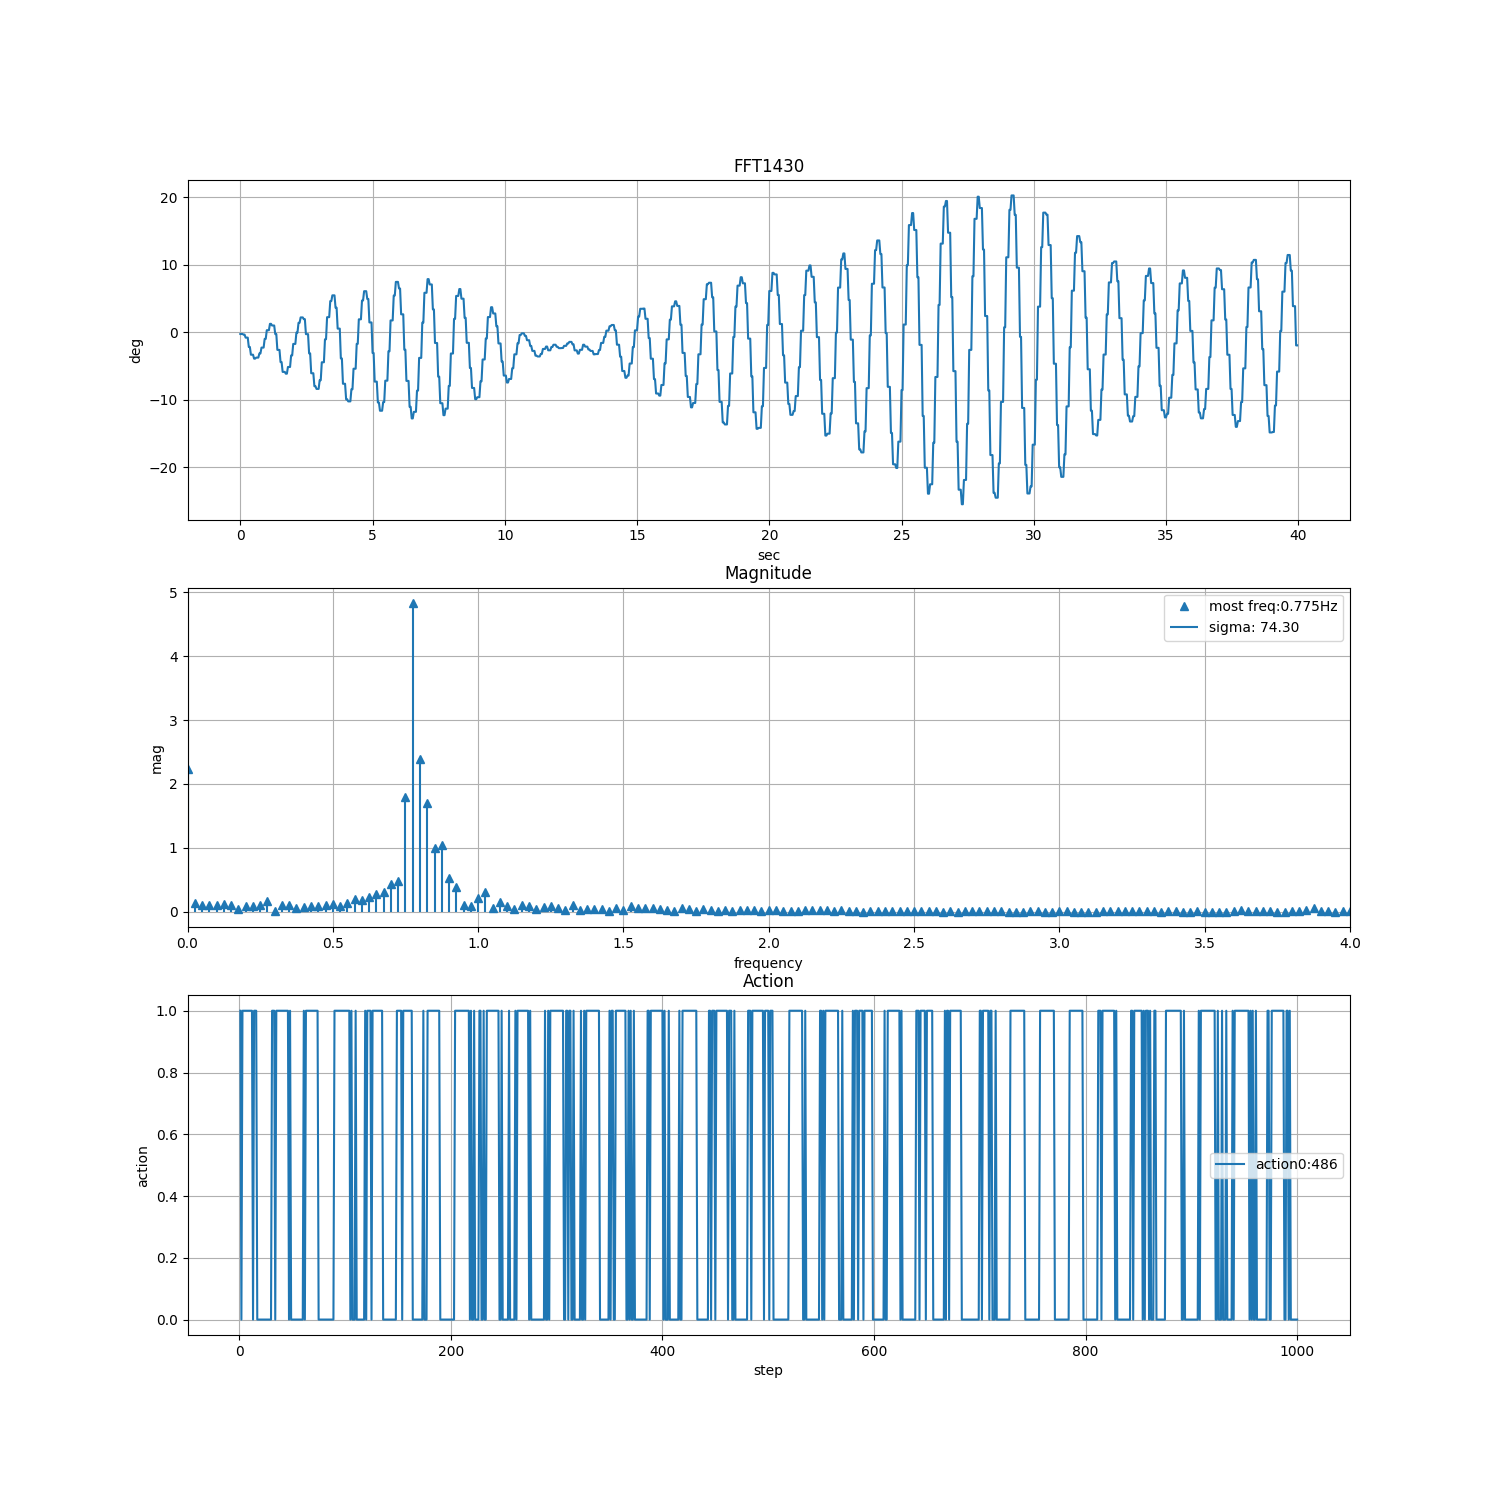 FFT1430
deg
20
10
0
−10
−20
0 5 10 15 20 25 30 35 40
sec
Magnitude
mag
5
4
3
2
1
0
most freq:0.775Hz
sigma: 74.30
0.0 0.5 1.0 1.5 2.0 2.5 3.0 3.5 4.0
frequency
Action
action
1.0
0.8
0.6
0.4
0.2
0.0
action0:486
0 200 400 600 800 1000
step